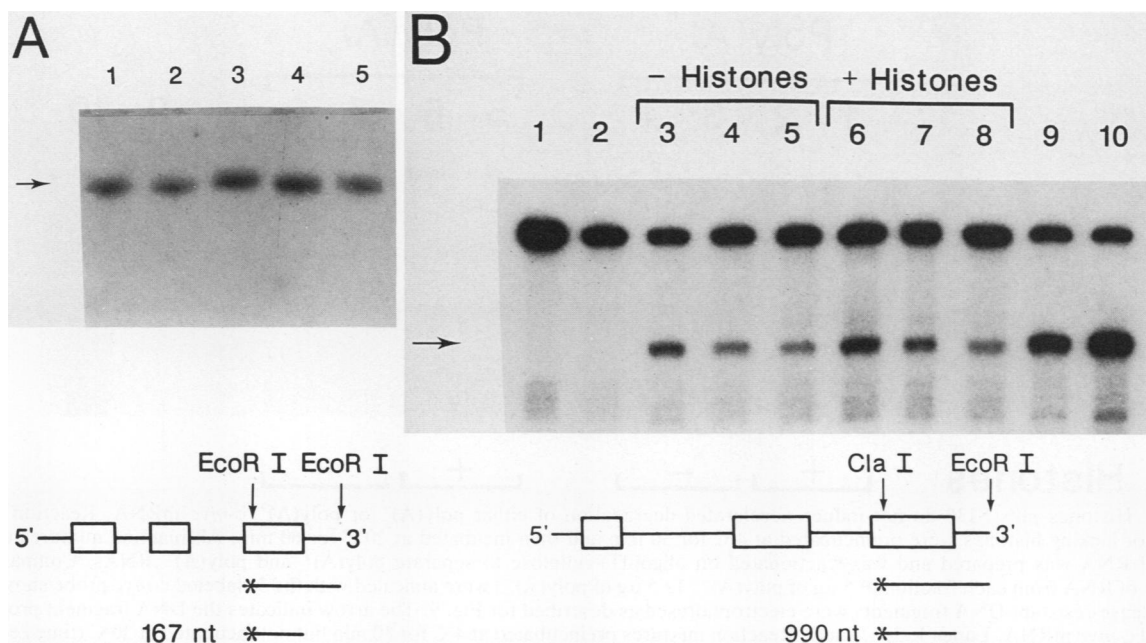 A
1 2 3 4 5
EcoR I EcoR I
5' 3'
*
167 nt *
B
− Histones + Histones
1 2 3 4 5 6 7 8 9 10
Cla I EcoR I
5' 3'
*
990 nt *